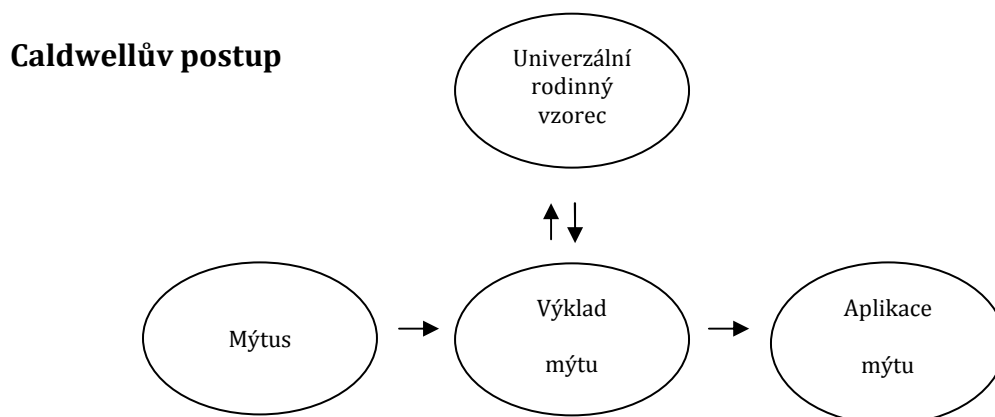 Caldwellův postup
Univerzální
rodinný
vzorec
Mýtus
Výklad
mýtu
Aplikace
mýtu